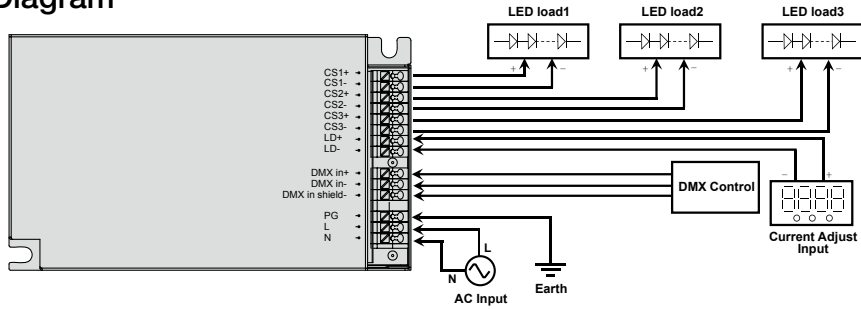 Diagram
LED load1
LED load2
LED load3
+ −
+ −
+ −
CS1+
CS1-
CS2+
CS2-
CS3+
CS3-
LD+
LD-
DMX in+
DMX in-
DMX in shield-
PG
L
N
DMX Control
− +
Current Adjust
Input
L
N
AC Input
Earth